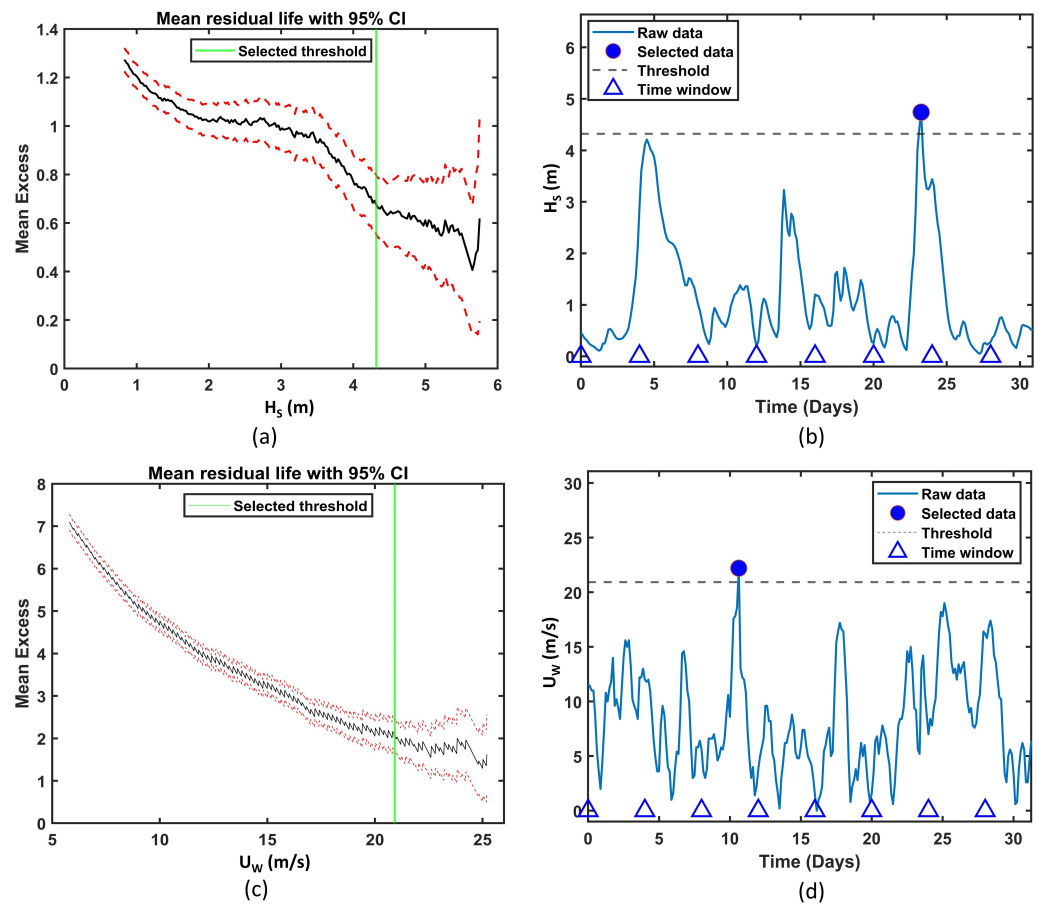 Mean residual life with 95% CI
Selected threshold
Mean Excess
1.4
1.2
1
0.8
0.6
0.4
0.2
0
0 1 2 3 4 5 6
HS (m)
(a)
Raw data
Selected data
Threshold
Time window
HS (m)
6
5
4
3
2
1
0
0 5 10 15 20 25 30
Time (Days)
(b)
Mean residual life with 95% CI
Selected threshold
Mean Excess
8
7
6
5
4
3
2
1
0
5 10 15 20 25
UW (m/s)
(c)
Raw data
Selected data
Threshold
Time window
UW (m/s)
30
25
20
15
10
5
0
0 5 10 15 20 25 30
Time (Days)
(d)